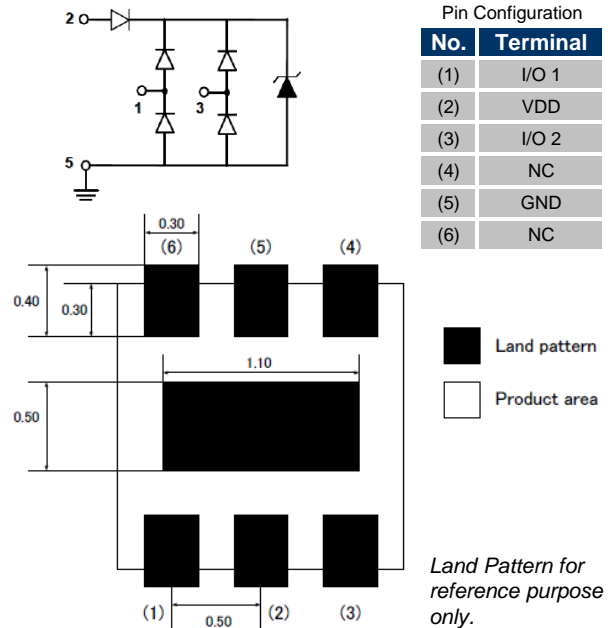 Pin Configuration
No. Terminal
(1) I/O 1
(2) VDD
(3) I/O 2
(4) NC
(5) GND
(6) NC
2
1
3
5
0.30
(6) (5) (4)
0.40
0.30
1.10
0.50
Land pattern
Product area
(1) (2) (3)
0.50
Land Pattern for
reference purpose
only.